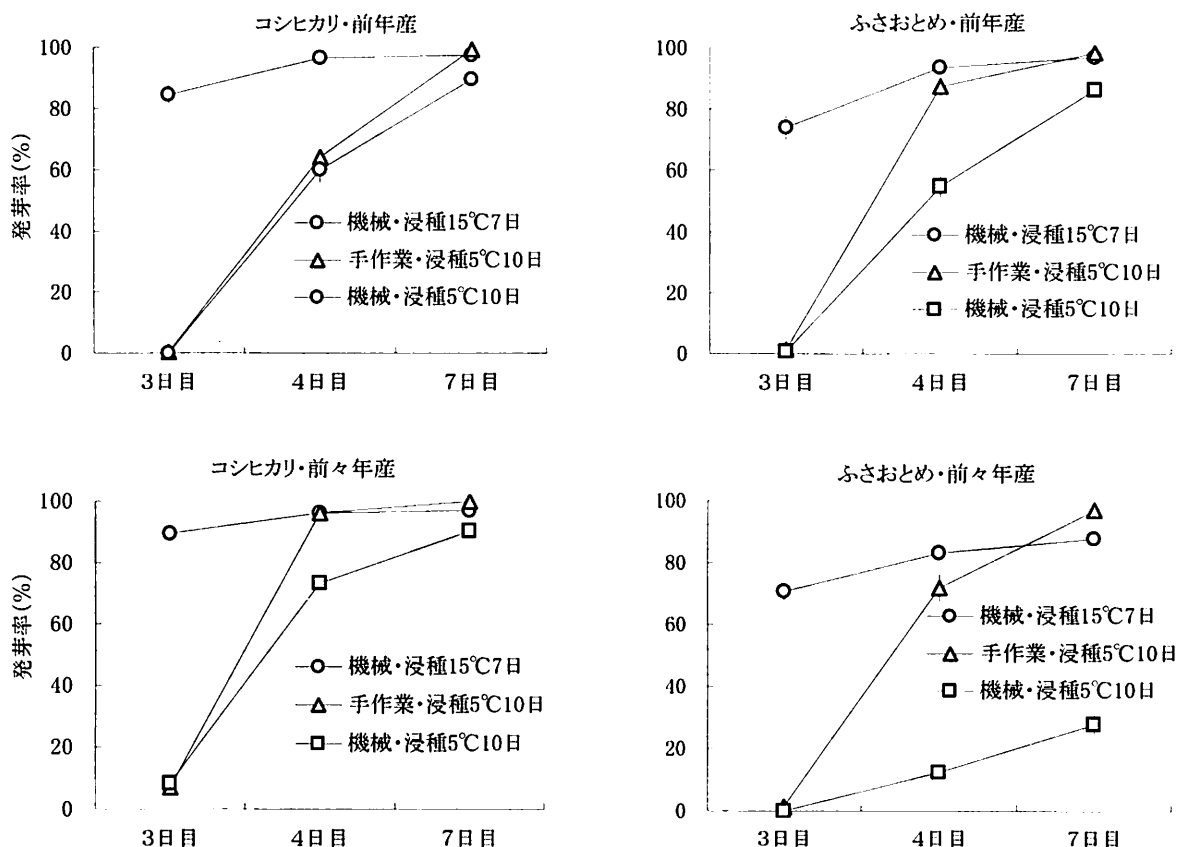 コシヒカリ・前年産
発芽率(%)
100
80
60
40
20
0
機械・浸種15℃7日
手作業・浸種5℃10日
機械・浸種5℃10日
3日目
4日目
7日目
ふさおとめ・前年産
100
80
60
40
20
0
機械・浸種15℃7日
手作業・浸種5℃10日
機械・浸種5℃10日
3日目
4日目
7日目
コシヒカリ・前々年産
発芽率(%)
100
80
60
40
20
0
機械・浸種15℃7日
手作業・浸種5℃10日
機械・浸種5℃10日
3日目
4日目
7日目
ふさおとめ・前々年産
100
80
60
40
20
0
機械・浸種15℃7日
手作業・浸種5℃10日
機械・浸種5℃10日
3日目
4日目
7日目